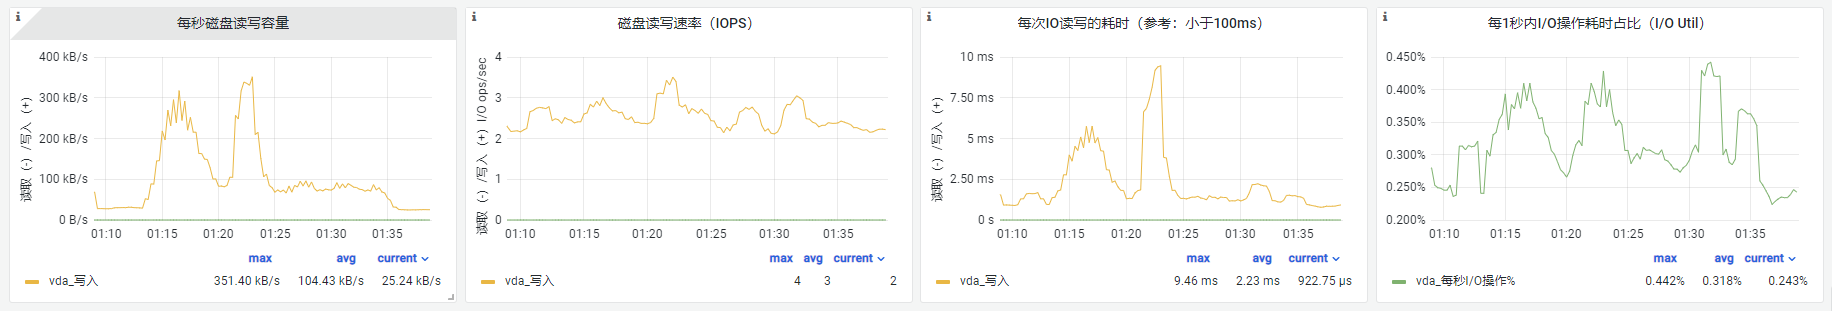 每秒磁盘读写容量
读取（-）/写入（+）
400 kB/s
300 kB/s
200 kB/s
100 kB/s
0 B/s
01:10 01:15 01:20 01:25 01:30 01:35
max avg current
vda_写入 351.40 kB/s 104.43 kB/s 25.24 kB/s
磁盘读写速率（IOPS）
读取（-）/写入（+）I/O ops/sec
4
3
2
1
0
01:10 01:15 01:20 01:25 01:30 01:35
max avg current
vda_写入 4 3 2
每次IO读写的耗时（参考：小于100ms）
读取（-）/写入（+）
10 ms
7.50 ms
5 ms
2.50 ms
0 s
01:10 01:15 01:20 01:25 01:30 01:35
max avg current
vda_写入 9.46 ms 2.23 ms 922.75 µs
每1秒内I/O操作耗时占比（I/O Util）
0.450%
0.400%
0.350%
0.300%
0.250%
0.200%
01:10 01:15 01:20 01:25 01:30 01:35
max avg current
vda_每秒I/O操作% 0.442% 0.318% 0.243%